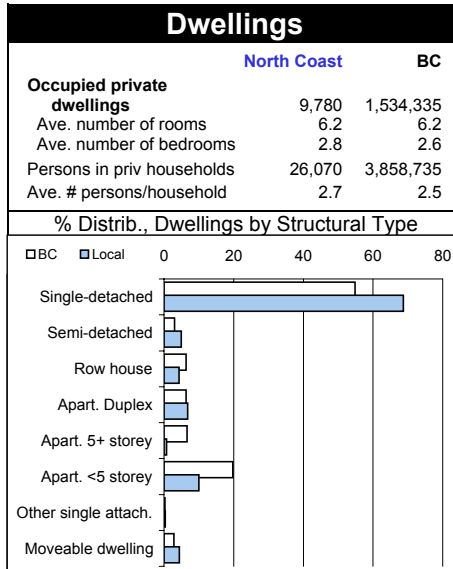 Dwellings
North Coast BC
Occupied private
dwellings 9,780 1,534,335
Ave. number of rooms 6.2 6.2
Ave. number of bedrooms 2.8 2.6
Persons in priv households 26,070 3,858,735
Ave. # persons/household 2.7 2.5
% Distrib., Dwellings by Structural Type
BC Local 0 20 40 60 80
Single-detached
Semi-detached
Row house
Apart. Duplex
Apart. 5+ storey
Apart. <5 storey
Other single attach.
Moveable dwelling